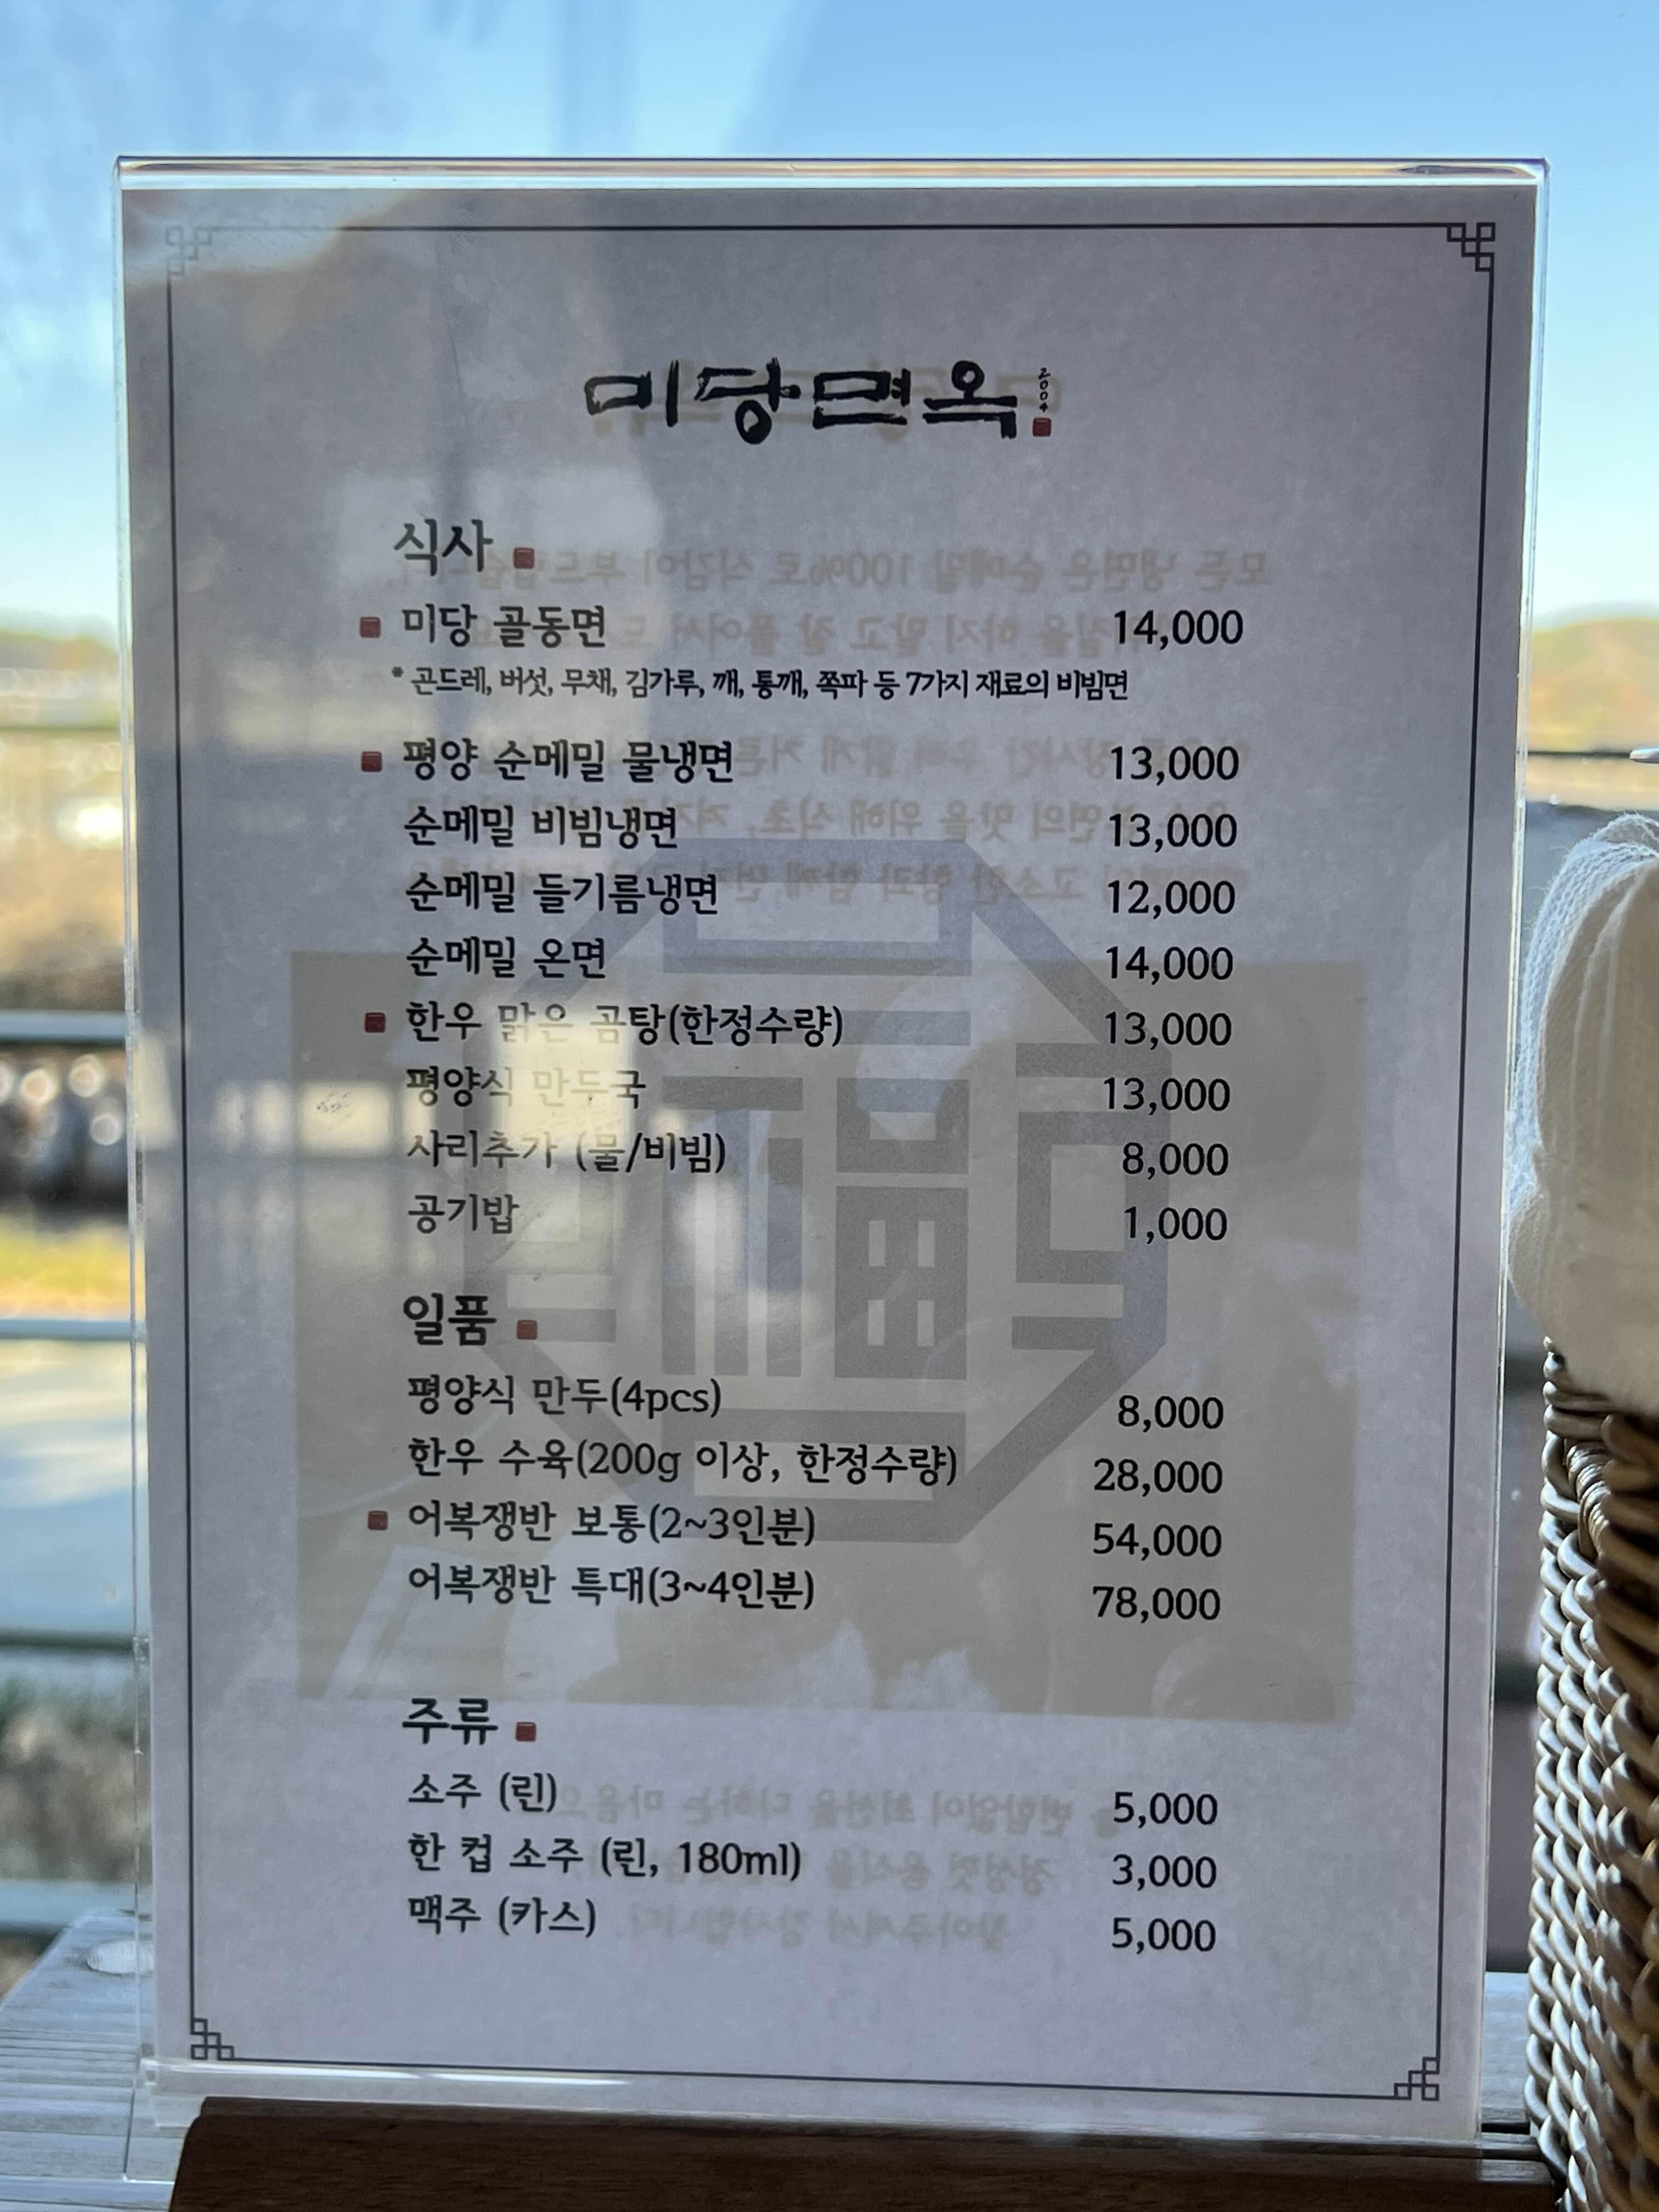 미당면옥 2004
식사
미당 골동면 14,000
* 곤드레, 버섯, 무채, 김가루, 깨, 통깨, 쪽파 등 7가지 재료의 비빔면
평양 순메밀 물냉면 13,000
순메밀 비빔냉면 13,000
순메밀 들기름냉면 12,000
순메밀 온면 14,000
한우 맑은 곰탕(한정수량) 13,000
평양식 만두국 13,000
사리추가 (물/비빔) 8,000
공기밥 1,000
일품
평양식 만두(4pcs) 8,000
한우 수육(200g 이상, 한정수량) 28,000
어복쟁반 보통(2~3인분) 54,000
어복쟁반 특대(3~4인분) 78,000
주류
소주 (린) 5,000
한 컵 소주 (린, 180ml) 3,000
맥주 (카스) 5,000